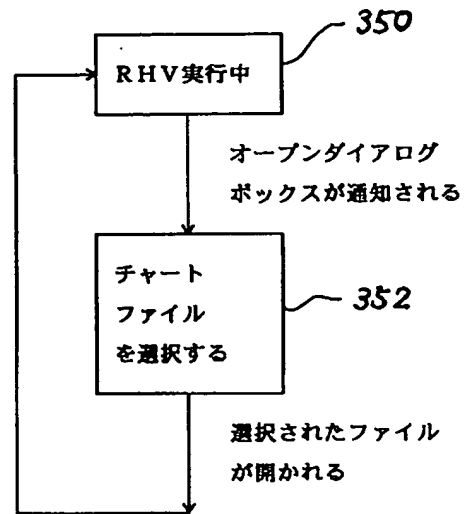 350
RHV実行中
オープンダイアログ
ボックスが通知される
チャート
ファイル
を選択する
352
選択されたファイル
が開かれる